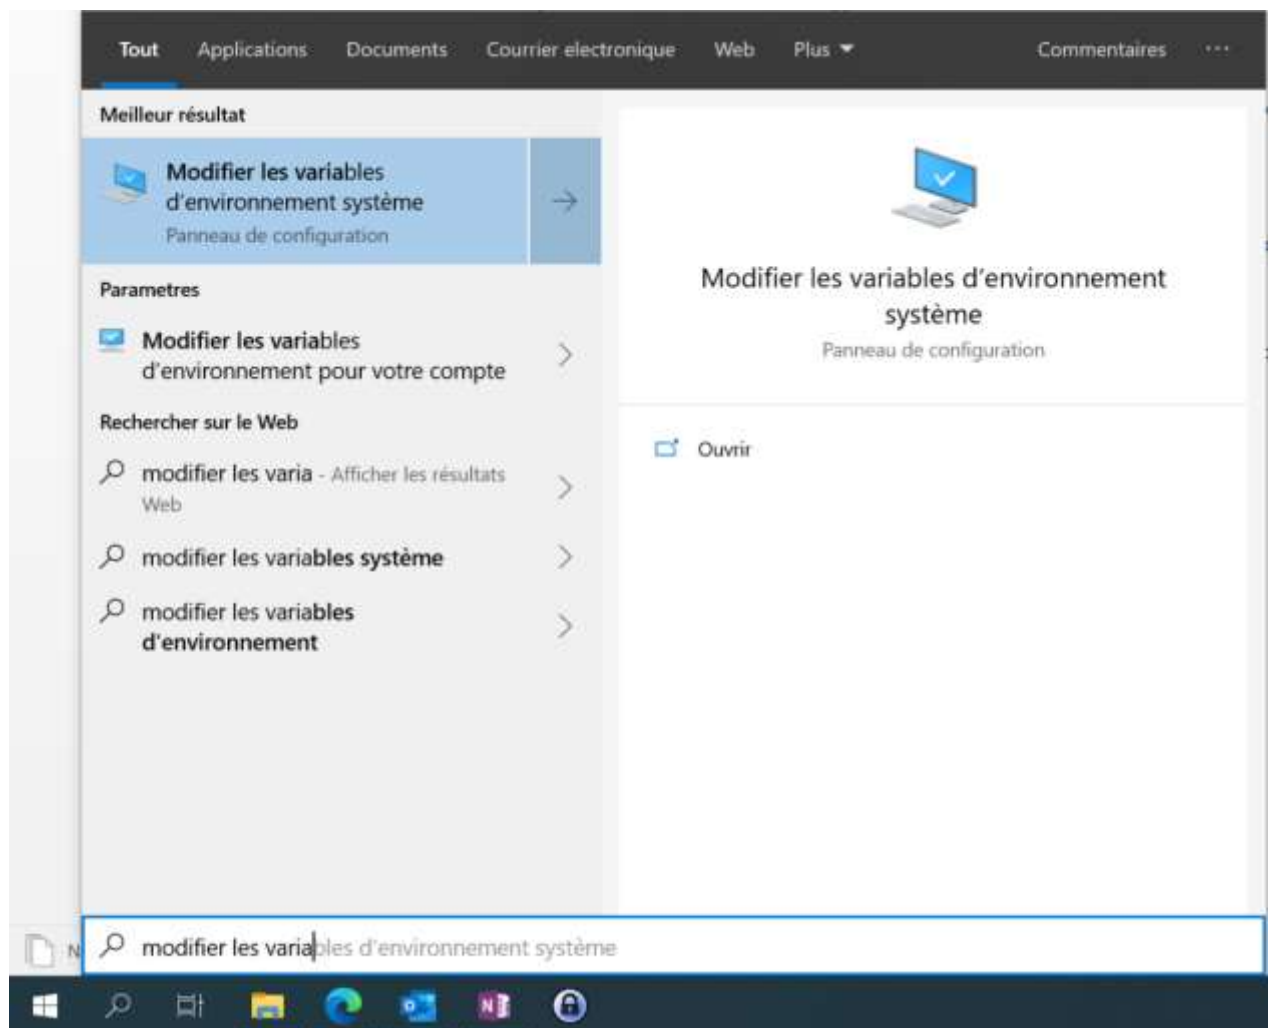 Tout Applications Documents Courrier electronique Web Plus Commentaires ...
Meilleur résultat
Modifier les variables
d'environnement système
Panneau de configuration
Parametres
Modifier les variables
d'environnement pour votre compte
Rechercher sur le Web
modifier les varia - Afficher les résultats
Web
modifier les variables système
modifier les variables
d'environnement
Modifier les variables d'environnement
système
Panneau de configuration
Ouvrir
N
modifier les variables d'environnement système